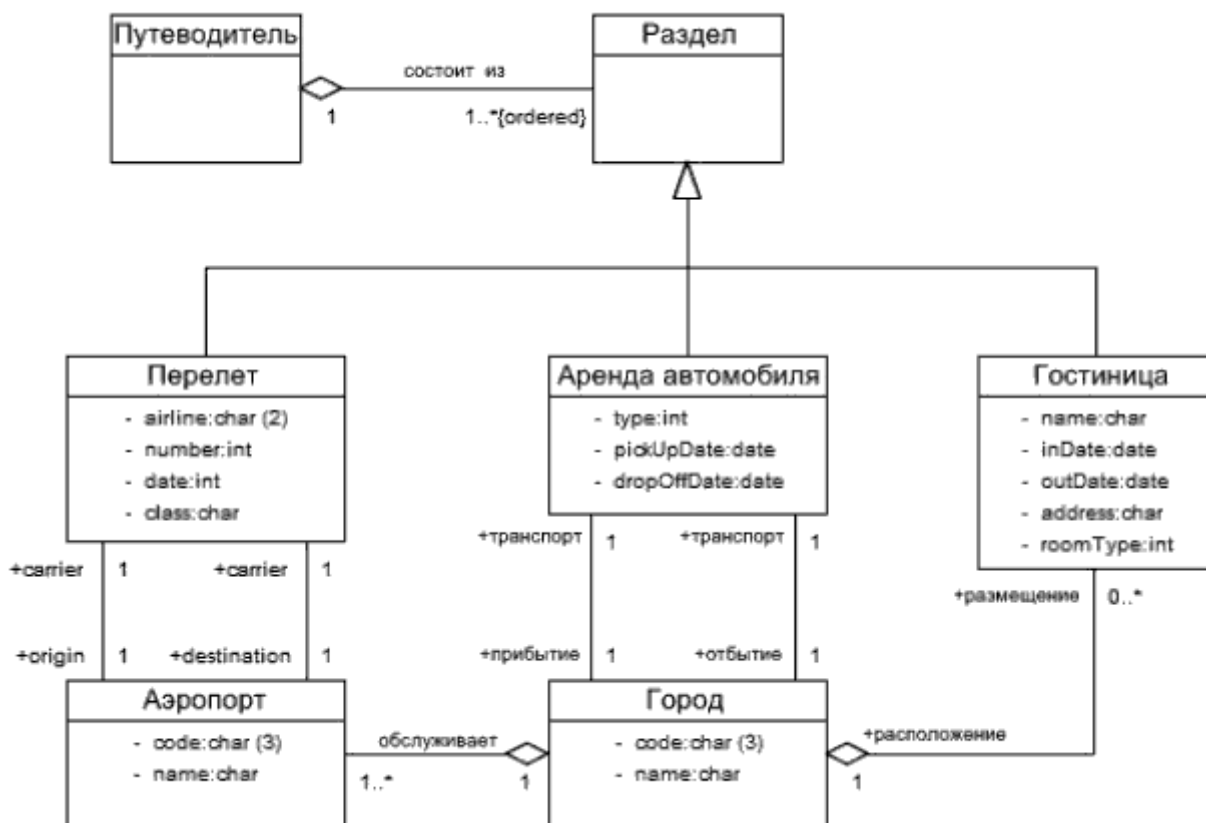 Путеводитель
Раздел
состоит из
1
1..*{ordered}
Перелет
- airline:char (2)
- number:int
- date:int
- class:char
Аренда автомобиля
- type:int
- pickUpDate:date
- dropOffDate:date
Гостиница
- name:char
- inDate:date
- outDate:date
- address:char
- roomType:int
+carrier 1 +carrier 1
+транспорт 1 +транспорт 1
+размещение 0..*
+origin 1 +destination 1
+прибытие 1 +отбытие 1
Аэропорт
- code:char (3)
- name:char
обслуживает
1..* 1
Город
- code:char (3)
- name:char
+расположение
1